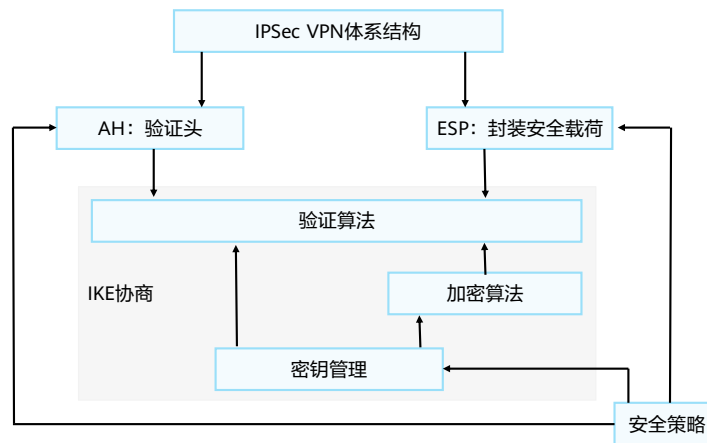 IPSec VPN体系结构
AH：验证头
ESP：封装安全载荷
验证算法
IKE协商
加密算法
密钥管理
安全策略